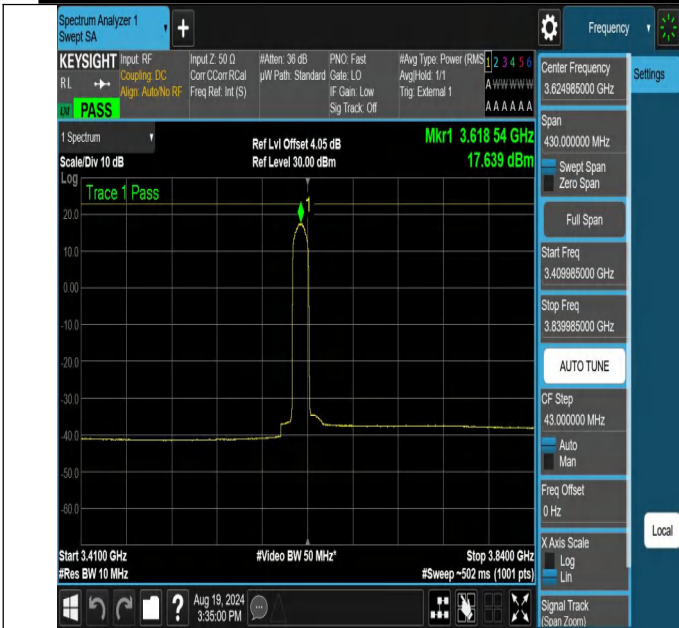 Spectrum Analyzer 1
Swept SA
+
Frequency
KEYSIGHT
RL
PASS
Input: RF
Coupling: DC
Align: Auto/No RF
Input Z: 50 Ω
Corr CCorr RCal
Freq Ref: Int (S)
#Atten: 36 dB
µW Path: Standard
PNO: Fast
Gate: LO
IF Gain: Low
Sig Track: Off
#Avg Type: Power (RMS
Avg|Hold: 1/1
Trig: External 1
1 2 3 4 5 6
A W W W W W
A A A A A A
1 Spectrum
Scale/Div 10 dB
Log
Ref Lvl Offset 4.05 dB
Ref Level 30.00 dBm
Mkr1 3.618 54 GHz
17.639 dBm
Trace 1 Pass
1
20.0
10.0
0.00
-10.0
-20.0
-30.0
-40.0
-50.0
-60.0
Start 3.4100 GHz
#Res BW 10 MHz
#Video BW 50 MHz*
Stop 3.8400 GHz
#Sweep ~502 ms (1001 pts)
?
Aug 19, 2024
3:35:00 PM
Center Frequency
3.624985000 GHz
Span
430.000000 MHz
Swept Span
Zero Span
Full Span
Start Freq
3.409985000 GHz
Stop Freq
3.839985000 GHz
AUTO TUNE
CF Step
43.000000 MHz
Auto
Man
Freq Offset
0 Hz
X Axis Scale
Log
Lin
Signal Track
(Span Zoom)
Settings
Local